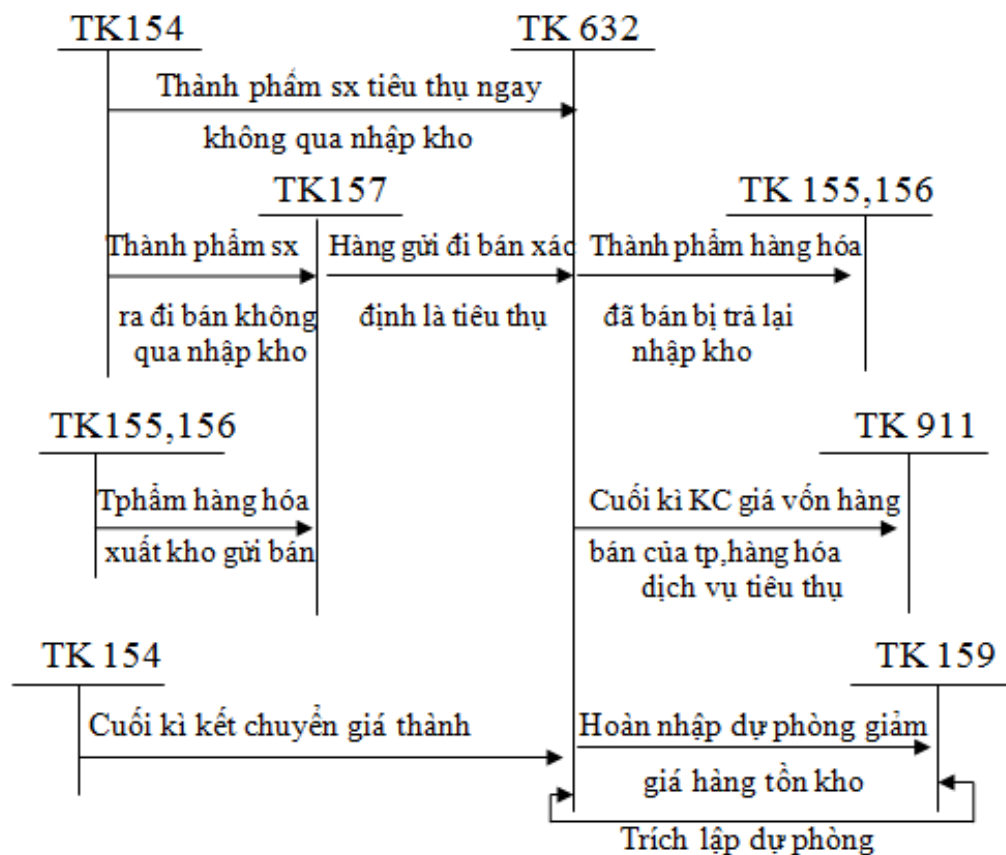 TK154
TK 632
Thành phẩm sx tiêu thụ ngay
không qua nhập kho
TK157
TK 155,156
Thành phẩm sx
ra đi bán không
qua nhập kho
Hàng gửi đi bán xác
định là tiêu thụ
Thành phẩm hàng hóa
đã bán bị trả lại
nhập kho
TK155,156
TK 911
Tphẩm hàng hóa
xuất kho gửi bán
Cuối kì KC giá vốn hàng
bán của tp,hàng hóa
dịch vụ tiêu thụ
TK 154
TK 159
Cuối kì kết chuyển giá thành
Hoàn nhập dự phòng giảm
giá hàng tồn kho
Trích lập dự phòng